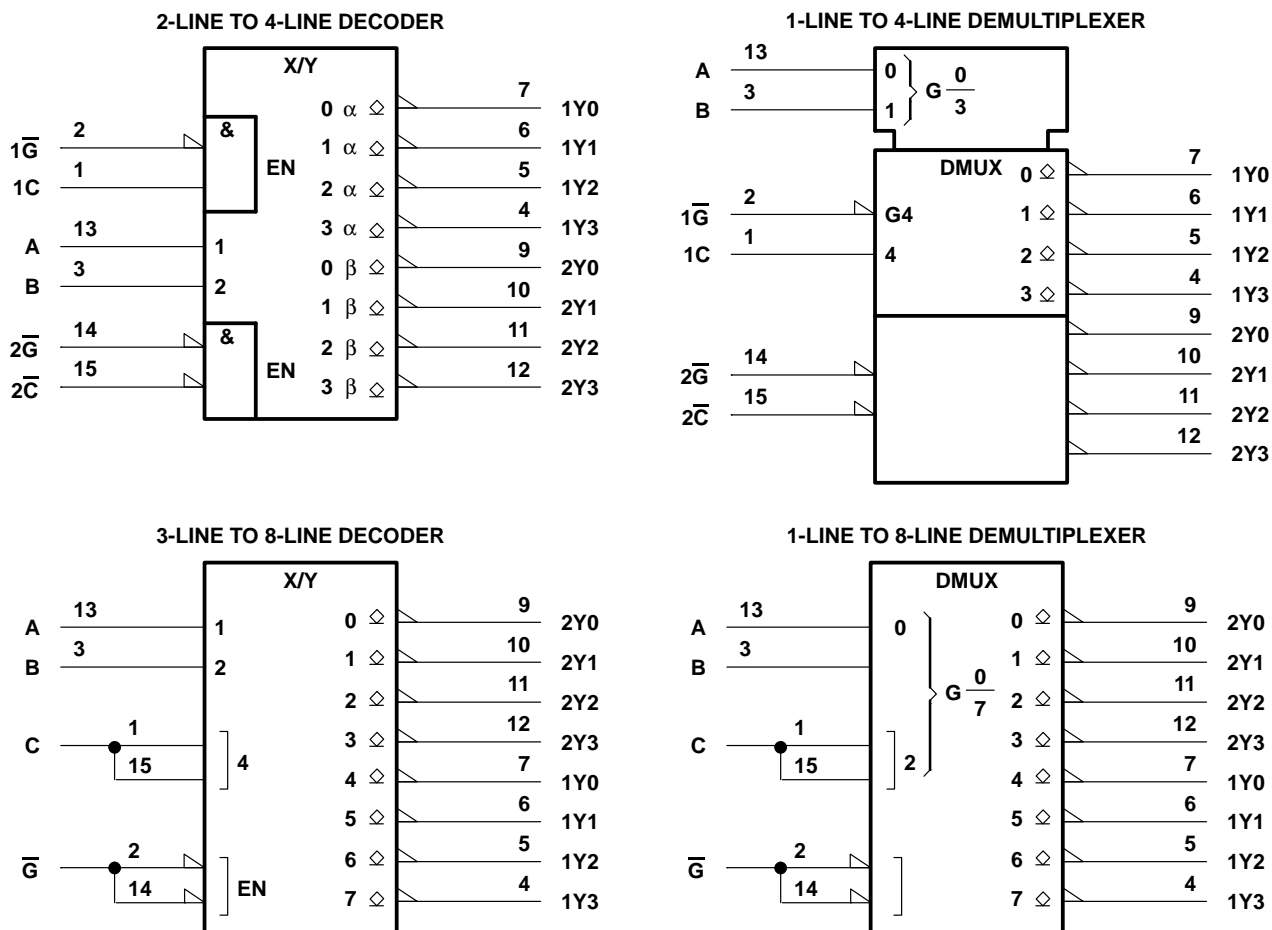 2-LINE TO 4-LINE DECODER
X/Y
1G̅ 2 & EN
1C 1
A 13 1
B 3 2
2G̅ 14 & EN
2C̅ 15
0 α 7 1Y0
1 α 6 1Y1
2 α 5 1Y2
3 α 4 1Y3
0 β 9 2Y0
1 β 10 2Y1
2 β 11 2Y2
3 β 12 2Y3
1-LINE TO 4-LINE DEMULTIPLEXER
A 13 0
B 3 1
G 0/3
DMUX
1G̅ 2 G4
1C 1 4
2G̅ 14
2C̅ 15
0 7 1Y0
1 6 1Y1
2 5 1Y2
3 4 1Y3
9 2Y0
10 2Y1
11 2Y2
12 2Y3
3-LINE TO 8-LINE DECODER
X/Y
A 13 1
B 3 2
C 1 15 4
G̅ 2 14 EN
0 9 2Y0
1 10 2Y1
2 11 2Y2
3 12 2Y3
4 7 1Y0
5 6 1Y1
6 5 1Y2
7 4 1Y3
1-LINE TO 8-LINE DEMULTIPLEXER
DMUX
A 13 0
B 3
C 1 15 2
G 0/7
G̅ 2 14
0 9 2Y0
1 10 2Y1
2 11 2Y2
3 12 2Y3
4 7 1Y0
5 6 1Y1
6 5 1Y2
7 4 1Y3